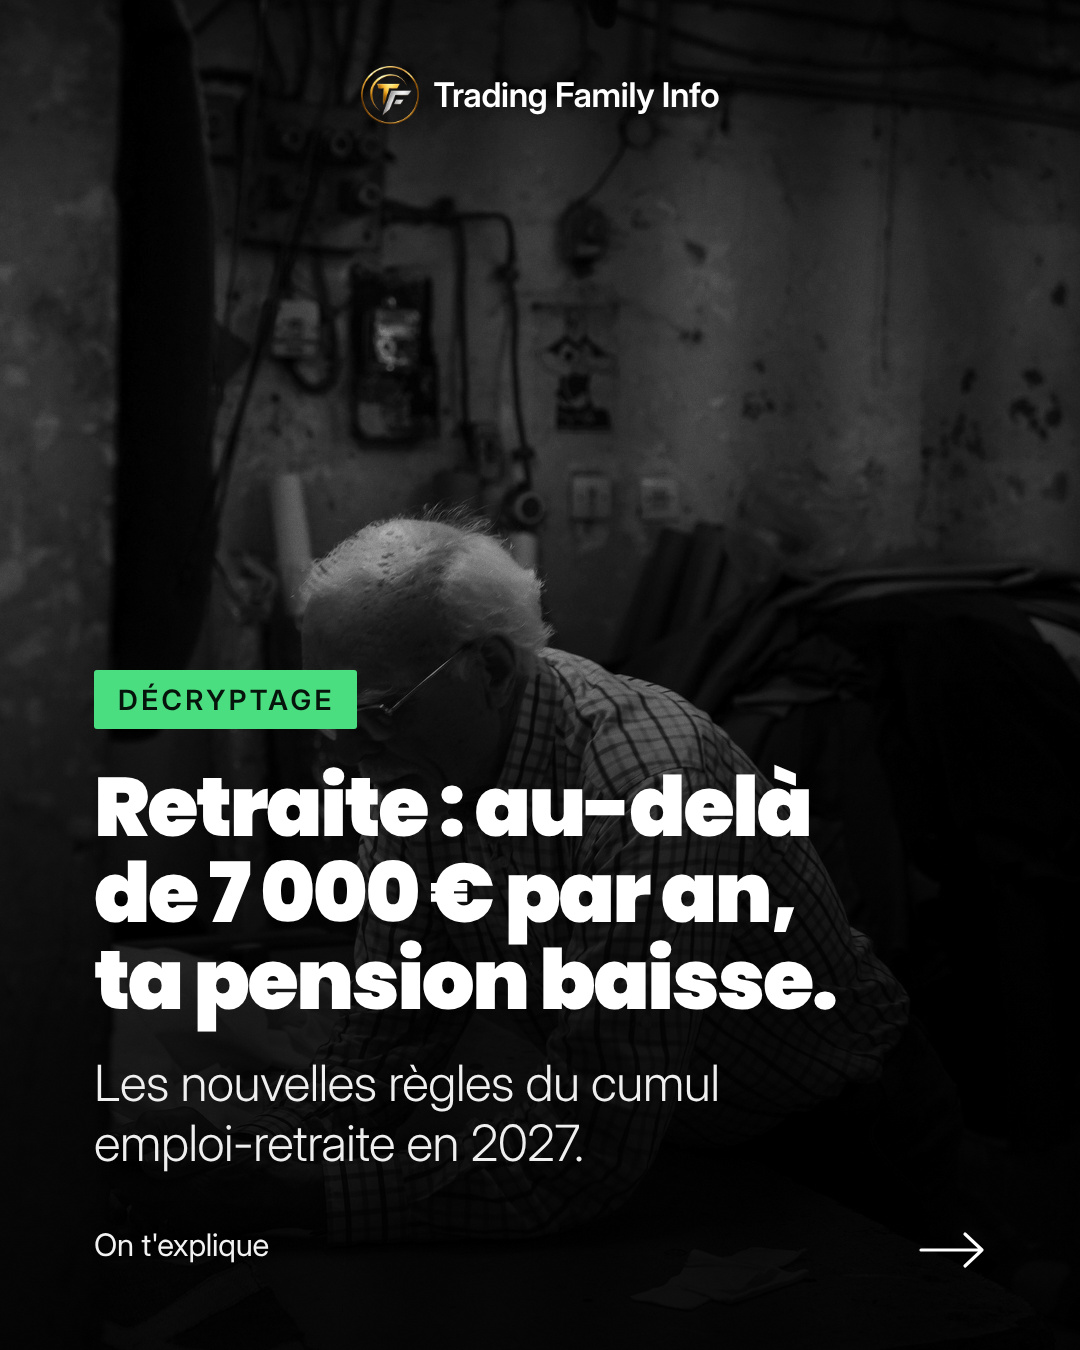 Trading Family Info
DÉCRYPTAGE
Retraite : au-delà
de 7 000 € par an,
ta pension baisse.
Les nouvelles règles du cumul
emploi-retraite en 2027.
On t'explique